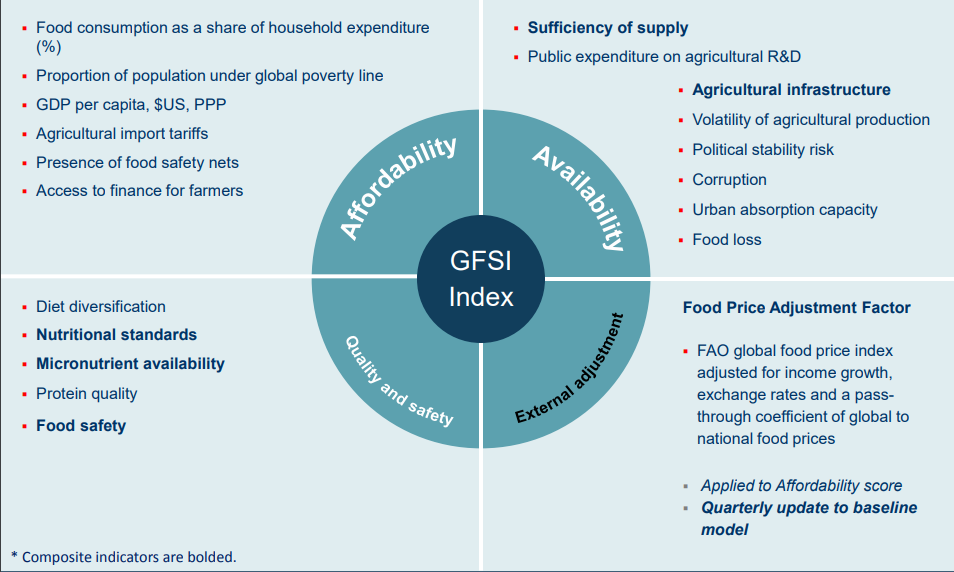 ▪ Food consumption as a share of household expenditure
(%)
▪ Proportion of population under global poverty line
▪ GDP per capita, $US, PPP
▪ Agricultural import tariffs
▪ Presence of food safety nets
▪ Access to finance for farmers
▪ Sufficiency of supply
▪ Public expenditure on agricultural R&D
▪ Agricultural infrastructure
▪ Volatility of agricultural production
▪ Political stability risk
▪ Corruption
▪ Urban absorption capacity
▪ Food loss
Affordability
Availability
GFSI
Index
Quality and safety
External adjustment
▪ Diet diversification
▪ Nutritional standards
▪ Micronutrient availability
▪ Protein quality
▪ Food safety
Food Price Adjustment Factor
▪ FAO global food price index
adjusted for income growth,
exchange rates and a pass-
through coefficient of global to
national food prices
▪ Applied to Affordability score
▪ Quarterly update to baseline
model
* Composite indicators are bolded.